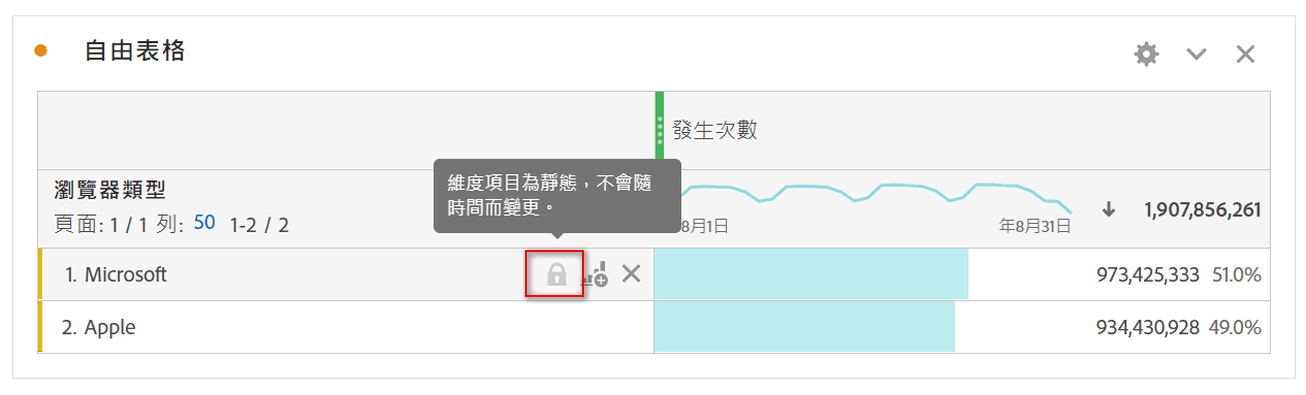 自由表格
發生次數
維度項目為靜態，不會隨
時間而變更。
瀏覽器類型
頁面: 1 / 1 列: 50 1-2 / 2
8月1日
年8月31日
1,907,856,261
1. Microsoft
973,425,333 51.0%
2. Apple
934,430,928 49.0%